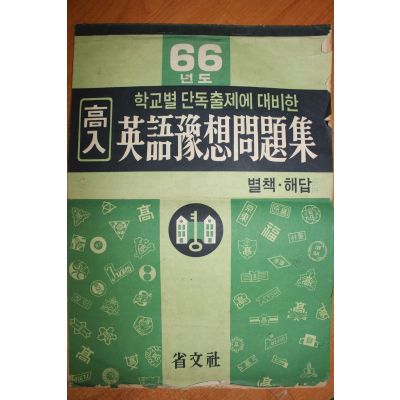 66
년도
학교별 단독출제에 대비한
高入
英語豫想問題集
별책·해답
省文社